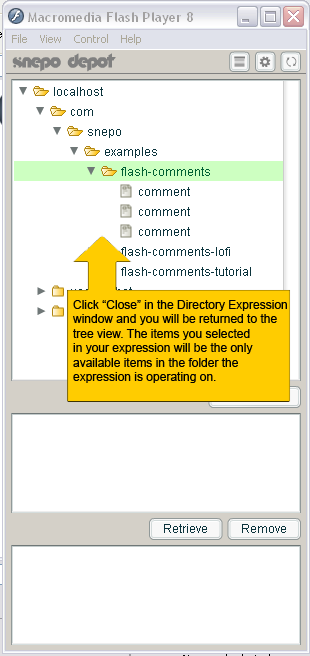 Macromedia Flash Player 8
File View Control Help
snepo depot
localhost
com
snepo
examples
flash-comments
comment
comment
comment
flash-comments-lofi
flash-comments-tutorial
Click “Close” in the Directory Expression
window and you will be returned to the
tree view. The items you selected
in your expression will be the only
available items in the folder the
expression is operating on.
Retrieve
Remove